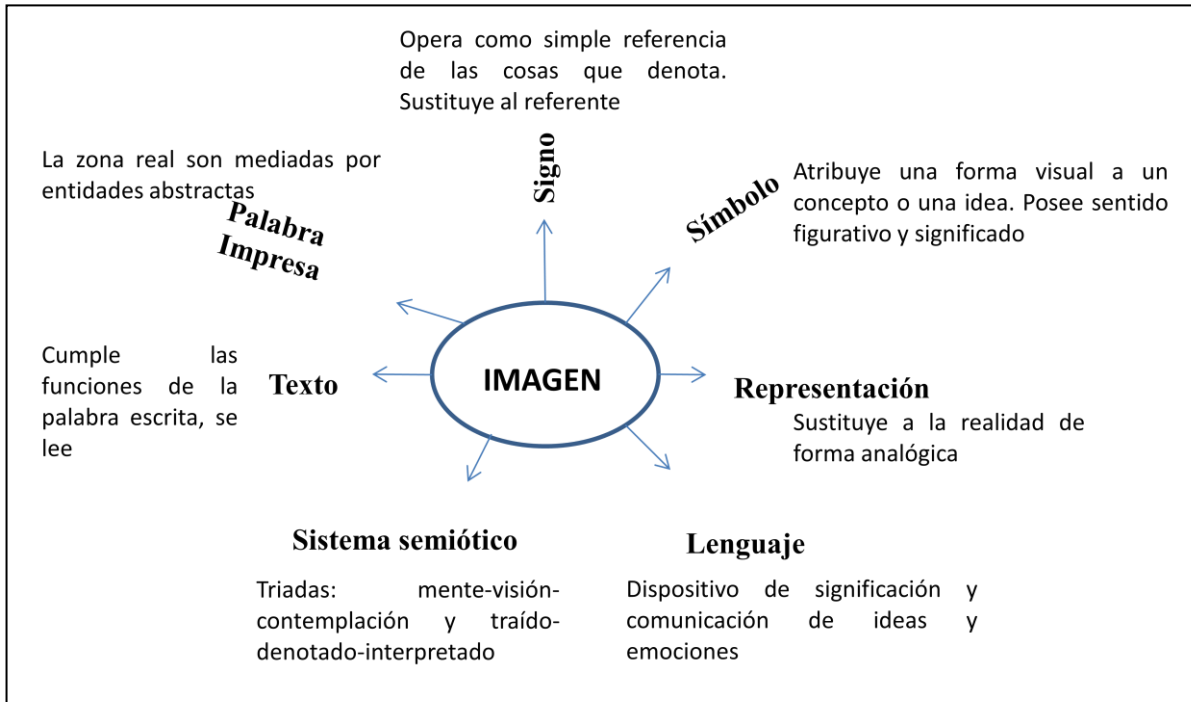 Opera como simple referencia
de las cosas que denota.
Sustituye al referente
Signo
La zona real son mediadas por
entidades abstractas
Palabra
Impresa
Símbolo
Atribuye una forma visual a un
concepto o una idea. Posee sentido
figurativo y significado
Cumple las
funciones de la
palabra escrita, se
lee
Texto
IMAGEN
Representación
Sustituye a la realidad de
forma analógica
Sistema semiótico
Triadas: mente-visión-
contemplación y traído-
denotado-interpretado
Lenguaje
Dispositivo de significación y
comunicación de ideas y
emociones